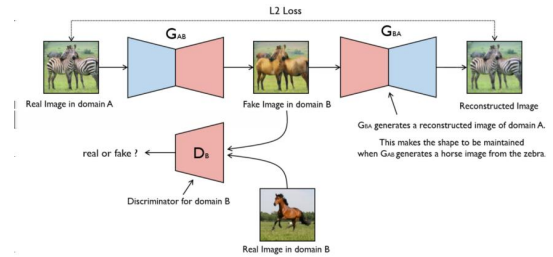 L2 Loss
GAB
GBA
Real Image in domain A
Fake Image in domain B
Reconstructed Image
GBA generates a reconstructed image of domain A.
This makes the shape to be maintained
when GAB generates a horse image from the zebra.
real or fake ?
DB
Discriminator for domain B
Real Image in domain B